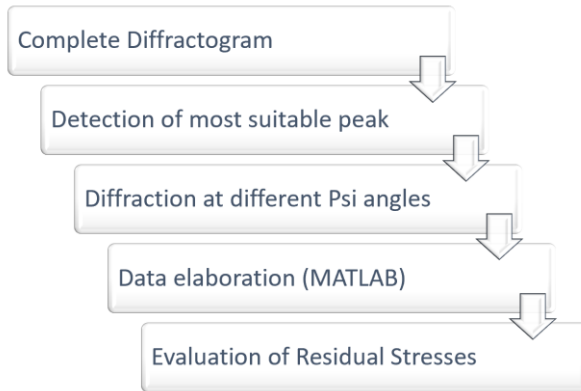 Complete Diffractogram
Detection of most suitable peak
Diffraction at different Psi angles
Data elaboration (MATLAB)
Evaluation of Residual Stresses